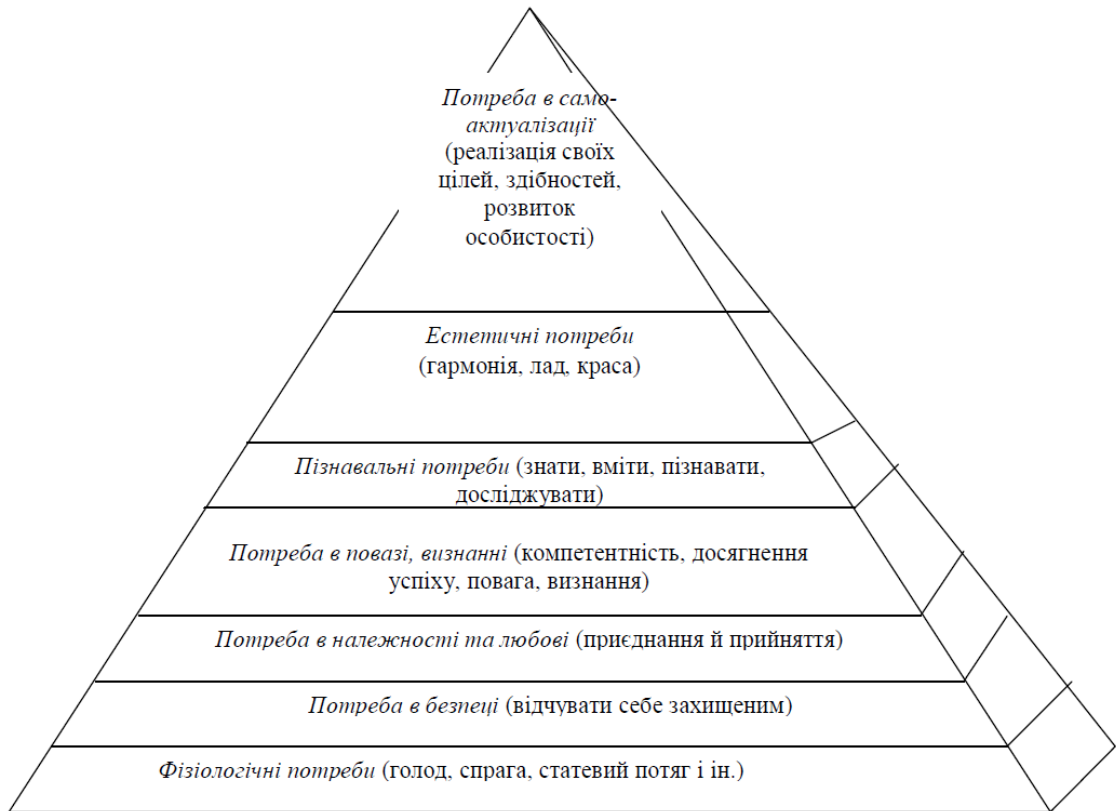 Потреба в само-
актуалізації
(реалізація своїх
цілей, здібностей,
розвиток
особистості)
Естетичні потреби
(гармонія, лад, краса)
Пізнавальні потреби (знати, вміти, пізнавати,
досліджувати)
Потреба в повазі, визнанні (компетентність, досягнення
успіху, повага, визнання)
Потреба в належності та любові (приєднання й прийняття)
Потреба в безпеці (відчувати себе захищеним)
Фізіологічні потреби (голод, спрага, статевий потяг і ін.)